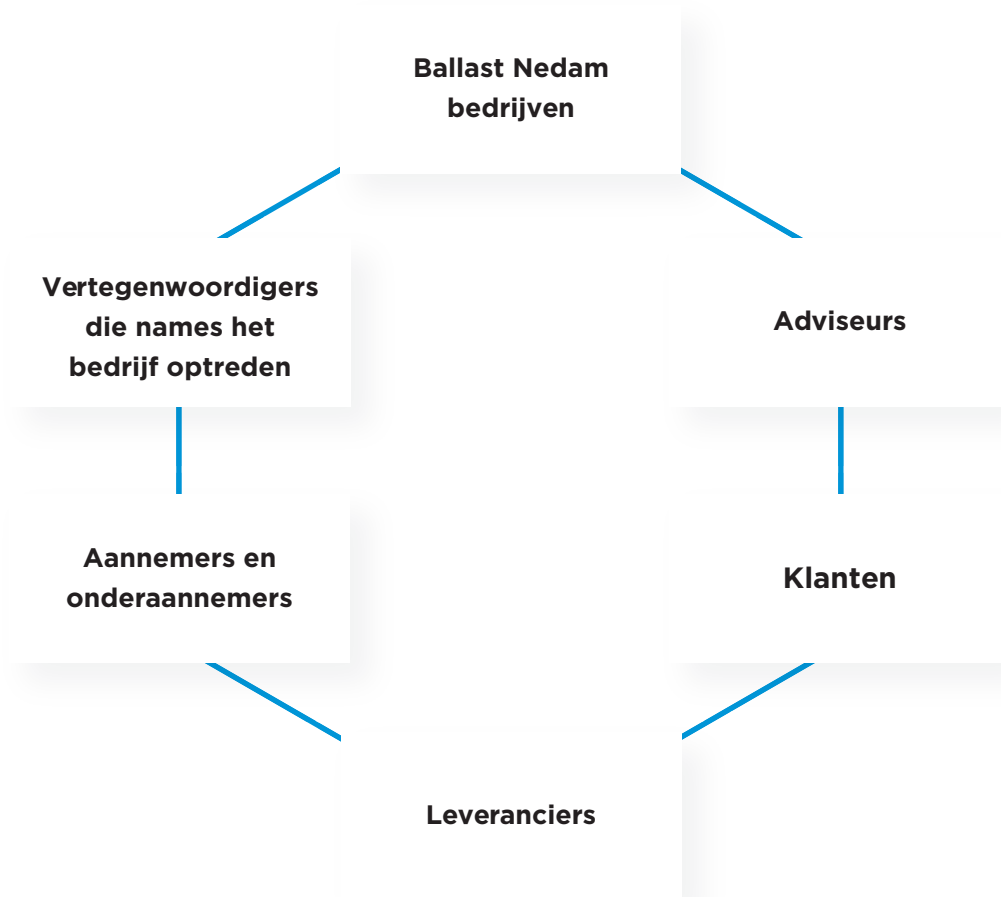 Ballast Nedam
bedrijven
Vertegenwoordigers
die names het
bedrijf optreden
Adviseurs
Aannemers en
onderaannemers
Klanten
Leveranciers